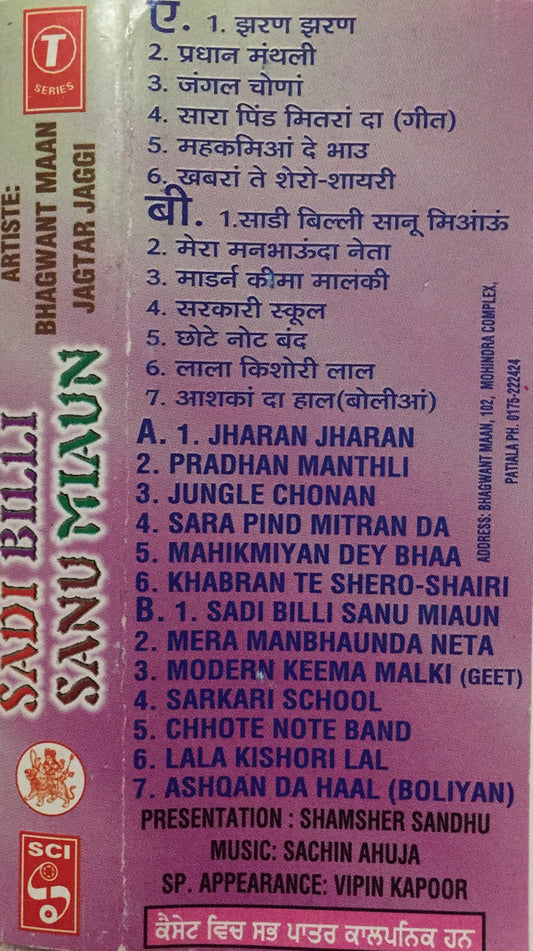 T
SERIES
ARTISTE:
BHAGWANT MAAN
JAGTAR JAGGI
SADI BILLI
SANU MIAUN
SCI
ए. 1. झरण झरण
2. प्रधान मंथली
3. जंगल चोणां
4. सारा पिंड मितरां दा (गीत)
5. महकमिआं दे भाउ
6. खबरां ते शेरो-शायरी
बी. 1.साडी बिल्ली सानू मिआंऊं
2. मेरा मनभाऊंदा नेता
3. माडर्न कीमा मालकी
4. सरकारी स्कूल
5. छोटे नोट बंद
6. लाला किशोरी लाल
7. आशकां दा हाल(बोलीआं)
A. 1. JHARAN JHARAN
2. PRADHAN MANTHLI
3. JUNGLE CHONAN
4. SARA PIND MITRAN DA
5. MAHIKMIYAN DEY BHAA
6. KHABRAN TE SHERO-SHAIRI
B. 1. SADI BILLI SANU MIAUN
2. MERA MANBHAUNDA NETA
3. MODERN KEEMA MALKI (GEET)
4. SARKARI SCHOOL
5. CHHOTE NOTE BAND
6. LALA KISHORI LAL
7. ASHQAN DA HAAL (BOLIYAN)
PRESENTATION : SHAMSHER SANDHU
MUSIC: SACHIN AHUJA
SP. APPEARANCE: VIPIN KAPOOR
ਕੈਸੇਟ ਵਿਚ ਸਭ ਪਾਤਰ ਕਾਲਪਨਿਕ ਹਨ
ADDRESS: BHAGWANT MAAN, 102, MOHINDRA COMPLEX,
PATIALA PH. 0175-222424